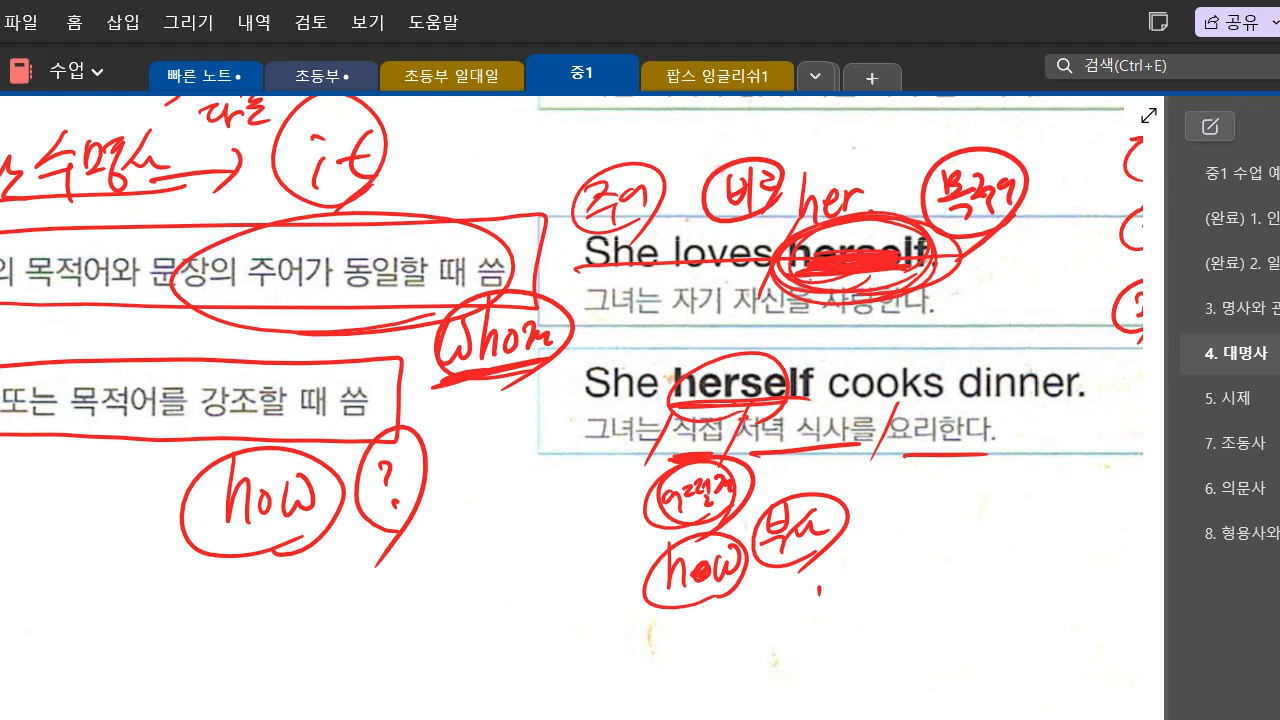 파일 홈 삽입 그리기 내역 검토 보기 도움말 공유
수업 빠른 노트 초등부 초등부 일대일 중1 팝스 잉글리쉬1 + 검색(Ctrl+E)
다른
수명사 → it
주어 바로 her 목적어
의 목적어와 문장의 주어가 동일할 때 씀
She loves herself.
그녀는 자기 자신을 사랑한다.
whom
또는 목적어를 강조할 때 씀
She herself cooks dinner.
그녀는 직접 저녁 식사를 요리한다.
how ?
어떻게
부사
how
중1 수업 예
(완료) 1. 인
(완료) 2. 일
3. 명사와 관
4. 대명사
5. 시제
7. 조동사
6. 의문사
8. 형용사와